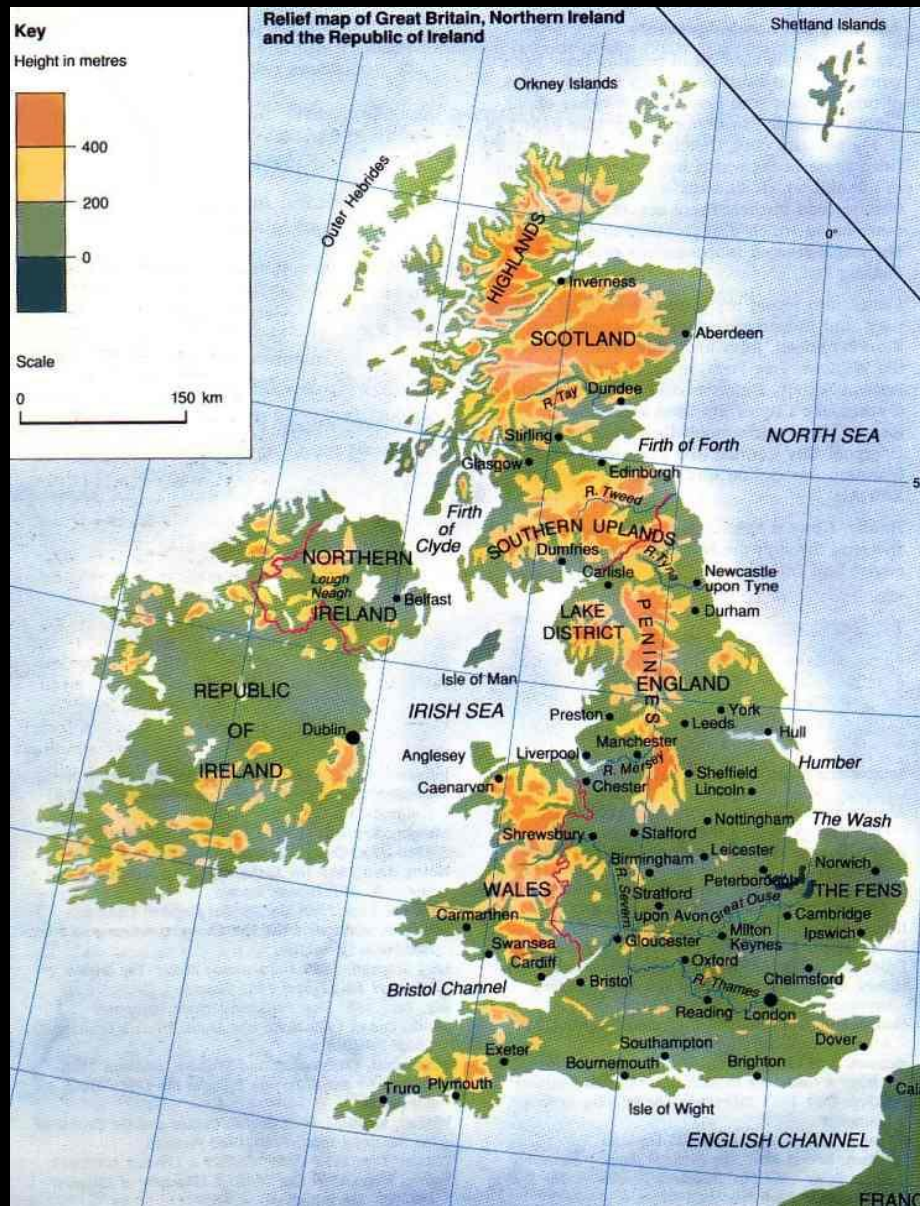 Key
Height in metres
400
200
0
Scale
0 150 km
Relief map of Great Britain, Northern Ireland
and the Republic of Ireland
Shetland Islands
Orkney Islands
Outer Hebrides
0°
HIGHLANDS
Inverness
SCOTLAND
Aberdeen
R. Tay
Dundee
Stirling
Firth of Forth
NORTH SEA
Glasgow
Edinburgh
5
R. Tweed
Firth
of
Clyde
SOUTHERN UPLANDS
NORTHERN
IRELAND
Lough
Neagh
Belfast
Dumfries
Carlisle
R. Tyne
Newcastle
upon Tyne
Durham
LAKE
DISTRICT
PENINNES
Isle of Man
ENGLAND
REPUBLIC
OF
IRELAND
IRISH SEA
Dublin
Preston
York
Leeds
Hull
Anglesey
Liverpool
Manchester
R. Mersey
Humber
Caenarvon
Chester
Sheffield
Lincoln
Shrewsbury
Stafford
Nottingham
The Wash
Birmingham
Leicester
Norwich
Peterborough
THE FENS
WALES
R. Severn
Stratford
upon Avon
Great Ouse
Cambridge
Carmarthen
Milton
Keynes
Ipswich
Swansea
Gloucester
Cardiff
Oxford
Chelmsford
Bristol Channel
Bristol
R. Thames
Reading
London
Southampton
Dover
Exeter
Bournemouth
Brighton
Truro
Plymouth
Cal
Isle of Wight
ENGLISH CHANNEL
FRANC